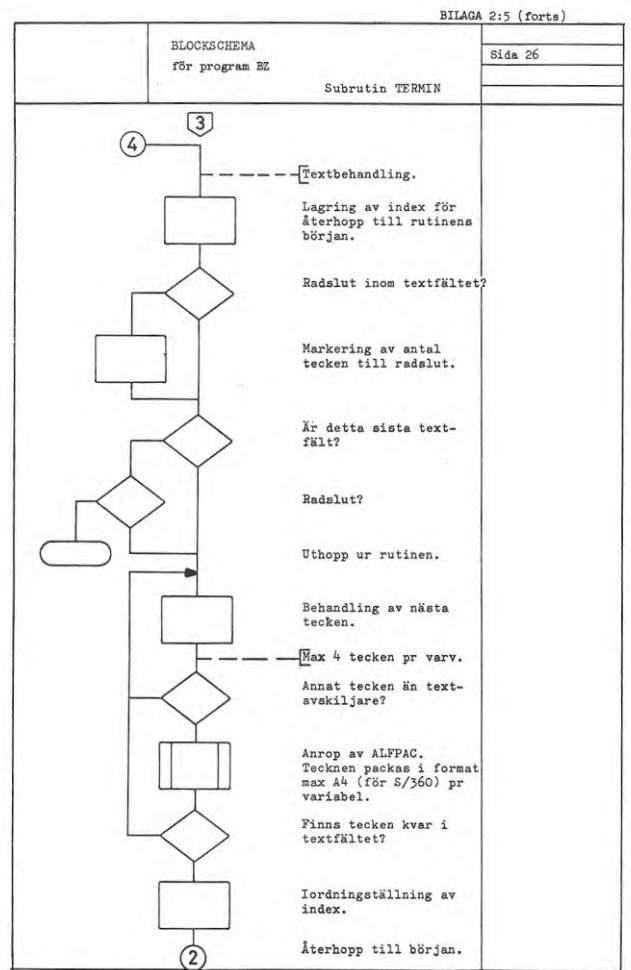 BILAGA 2:5 (forts)
BLOCKSCHEMA
för program BZ
Sida 26
Subrutin TERMIN
3
4
Textbehandling.
Lagring av index för
återhopp till rutinens
början.
Radslut inom textfältet?
Markering av antal
tecken till radslut.
Är detta sista text-
fält?
Radslut?
Uthopp ur rutinen.
Behandling av nästa
tecken.
Max 4 tecken pr varv.
Annat tecken än text-
avskiljare?
Anrop av ALFPAC.
Tecknen packas i format
max A4 (för S/360) pr
variabel.
Finns tecken kvar i
textfältet?
Iordningställning av
index.
Återhopp till början.
2